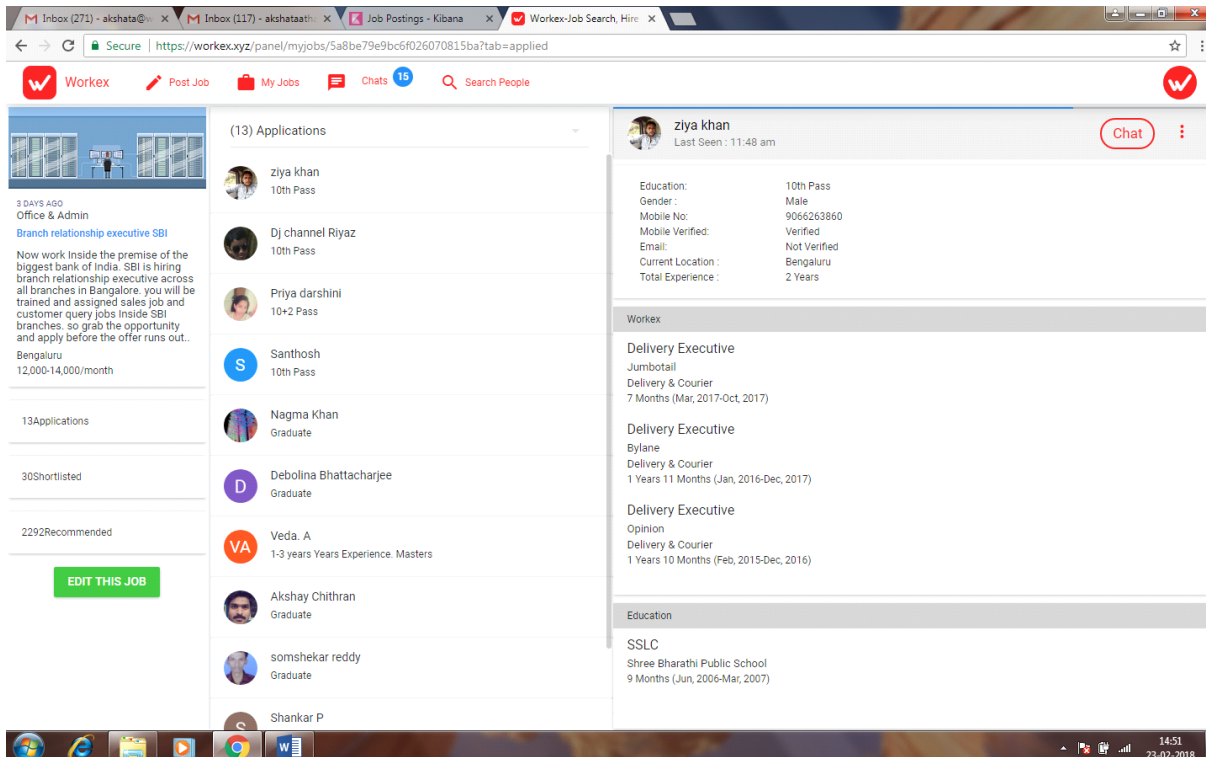 Inbox (271) - akshata@w
Inbox (117) - akshataatha
Job Postings - Kibana
Workex-Job Search, Hire
Secure | https://workex.xyz/panel/myjobs/5a8be79e9bc6f026070815ba?tab=applied
Workex
Post Job
My Jobs
Chats 15
Search People
3 DAYS AGO
Office & Admin
Branch relationship executive SBI
Now work Inside the premise of the
biggest bank of India. SBI is hiring
branch relationship executive across
all branches in Bangalore. you will be
trained and assigned sales job and
customer query jobs Inside SBI
branches. so grab the opportunity
and apply before the offer runs out..
Bengaluru
12,000-14,000/month
13Applications
30Shortlisted
2292Recommended
EDIT THIS JOB
(13) Applications
ziya khan
10th Pass
Dj channel Riyaz
10th Pass
Priya darshini
10+2 Pass
S
Santhosh
10th Pass
Nagma Khan
Graduate
D
Debolina Bhattacharjee
Graduate
VA
Veda. A
1-3 years Years Experience. Masters
Akshay Chithran
Graduate
somshekar reddy
Graduate
S
Shankar P
ziya khan
Last Seen : 11:48 am
Chat
Education: 10th Pass
Gender : Male
Mobile No: 9066263860
Mobile Verified: Verified
Email: Not Verified
Current Location : Bengaluru
Total Experience : 2 Years
Workex
Delivery Executive
Jumbotail
Delivery & Courier
7 Months (Mar, 2017-Oct, 2017)
Delivery Executive
Bylane
Delivery & Courier
1 Years 11 Months (Jan, 2016-Dec, 2017)
Delivery Executive
Opinion
Delivery & Courier
1 Years 10 Months (Feb, 2015-Dec, 2016)
Education
SSLC
Shree Bharathi Public School
9 Months (Jun, 2006-Mar, 2007)
14:51
23-02-2018